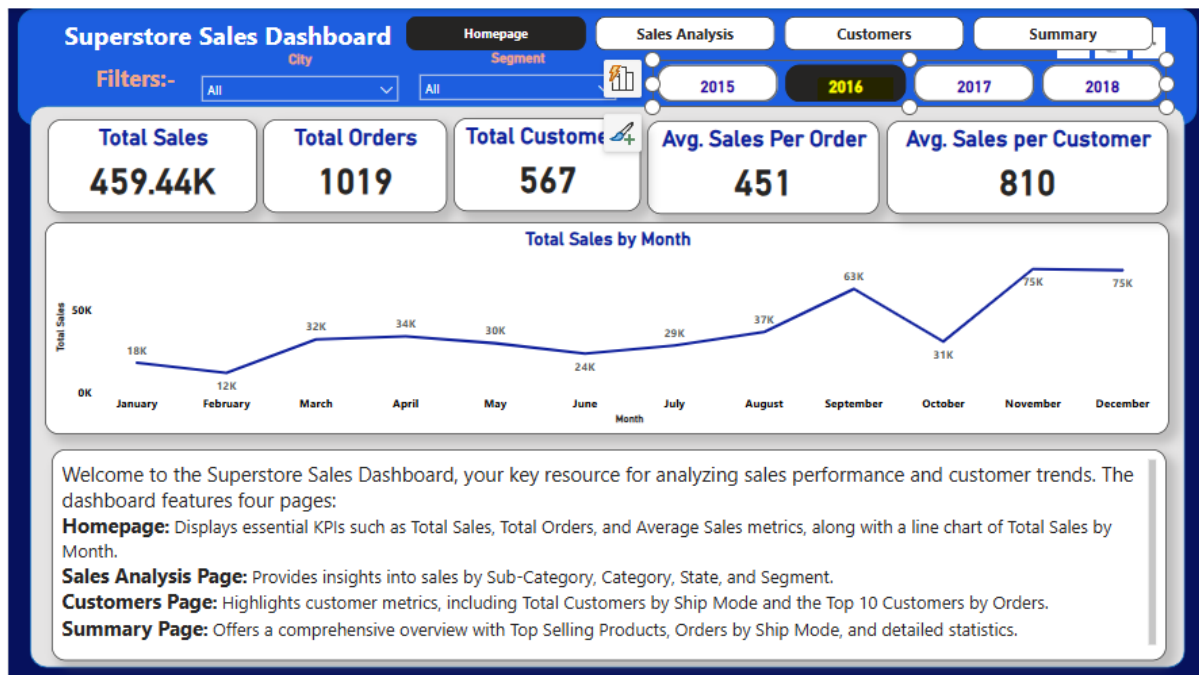 Superstore Sales Dashboard
Homepage
Sales Analysis
Customers
Summary
Filters:-
City
All
Segment
All
2015
2016
2017
2018
Total Sales
459.44K
Total Orders
1019
Total Custome
567
Avg. Sales Per Order
451
Avg. Sales per Customer
810
Total Sales by Month
Total Sales
50K
0K
18K
12K
32K
34K
30K
24K
29K
37K
63K
31K
75K
75K
January
February
March
April
May
June
July
August
September
October
November
December
Month
Welcome to the Superstore Sales Dashboard, your key resource for analyzing sales performance and customer trends. The
dashboard features four pages:
Homepage: Displays essential KPIs such as Total Sales, Total Orders, and Average Sales metrics, along with a line chart of Total Sales by
Month.
Sales Analysis Page: Provides insights into sales by Sub-Category, Category, State, and Segment.
Customers Page: Highlights customer metrics, including Total Customers by Ship Mode and the Top 10 Customers by Orders.
Summary Page: Offers a comprehensive overview with Top Selling Products, Orders by Ship Mode, and detailed statistics.